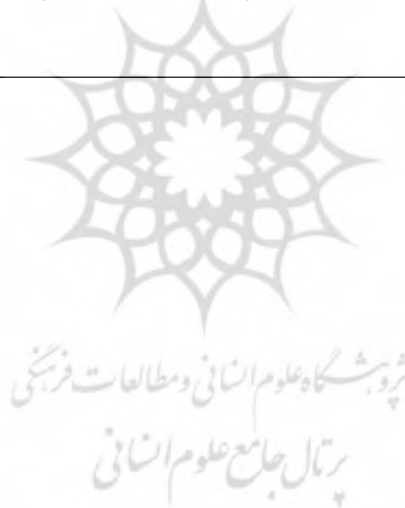 پژوهشگاه علوم انسانی و مطالعات فرهنگی
پرتال جامع علوم انسانی